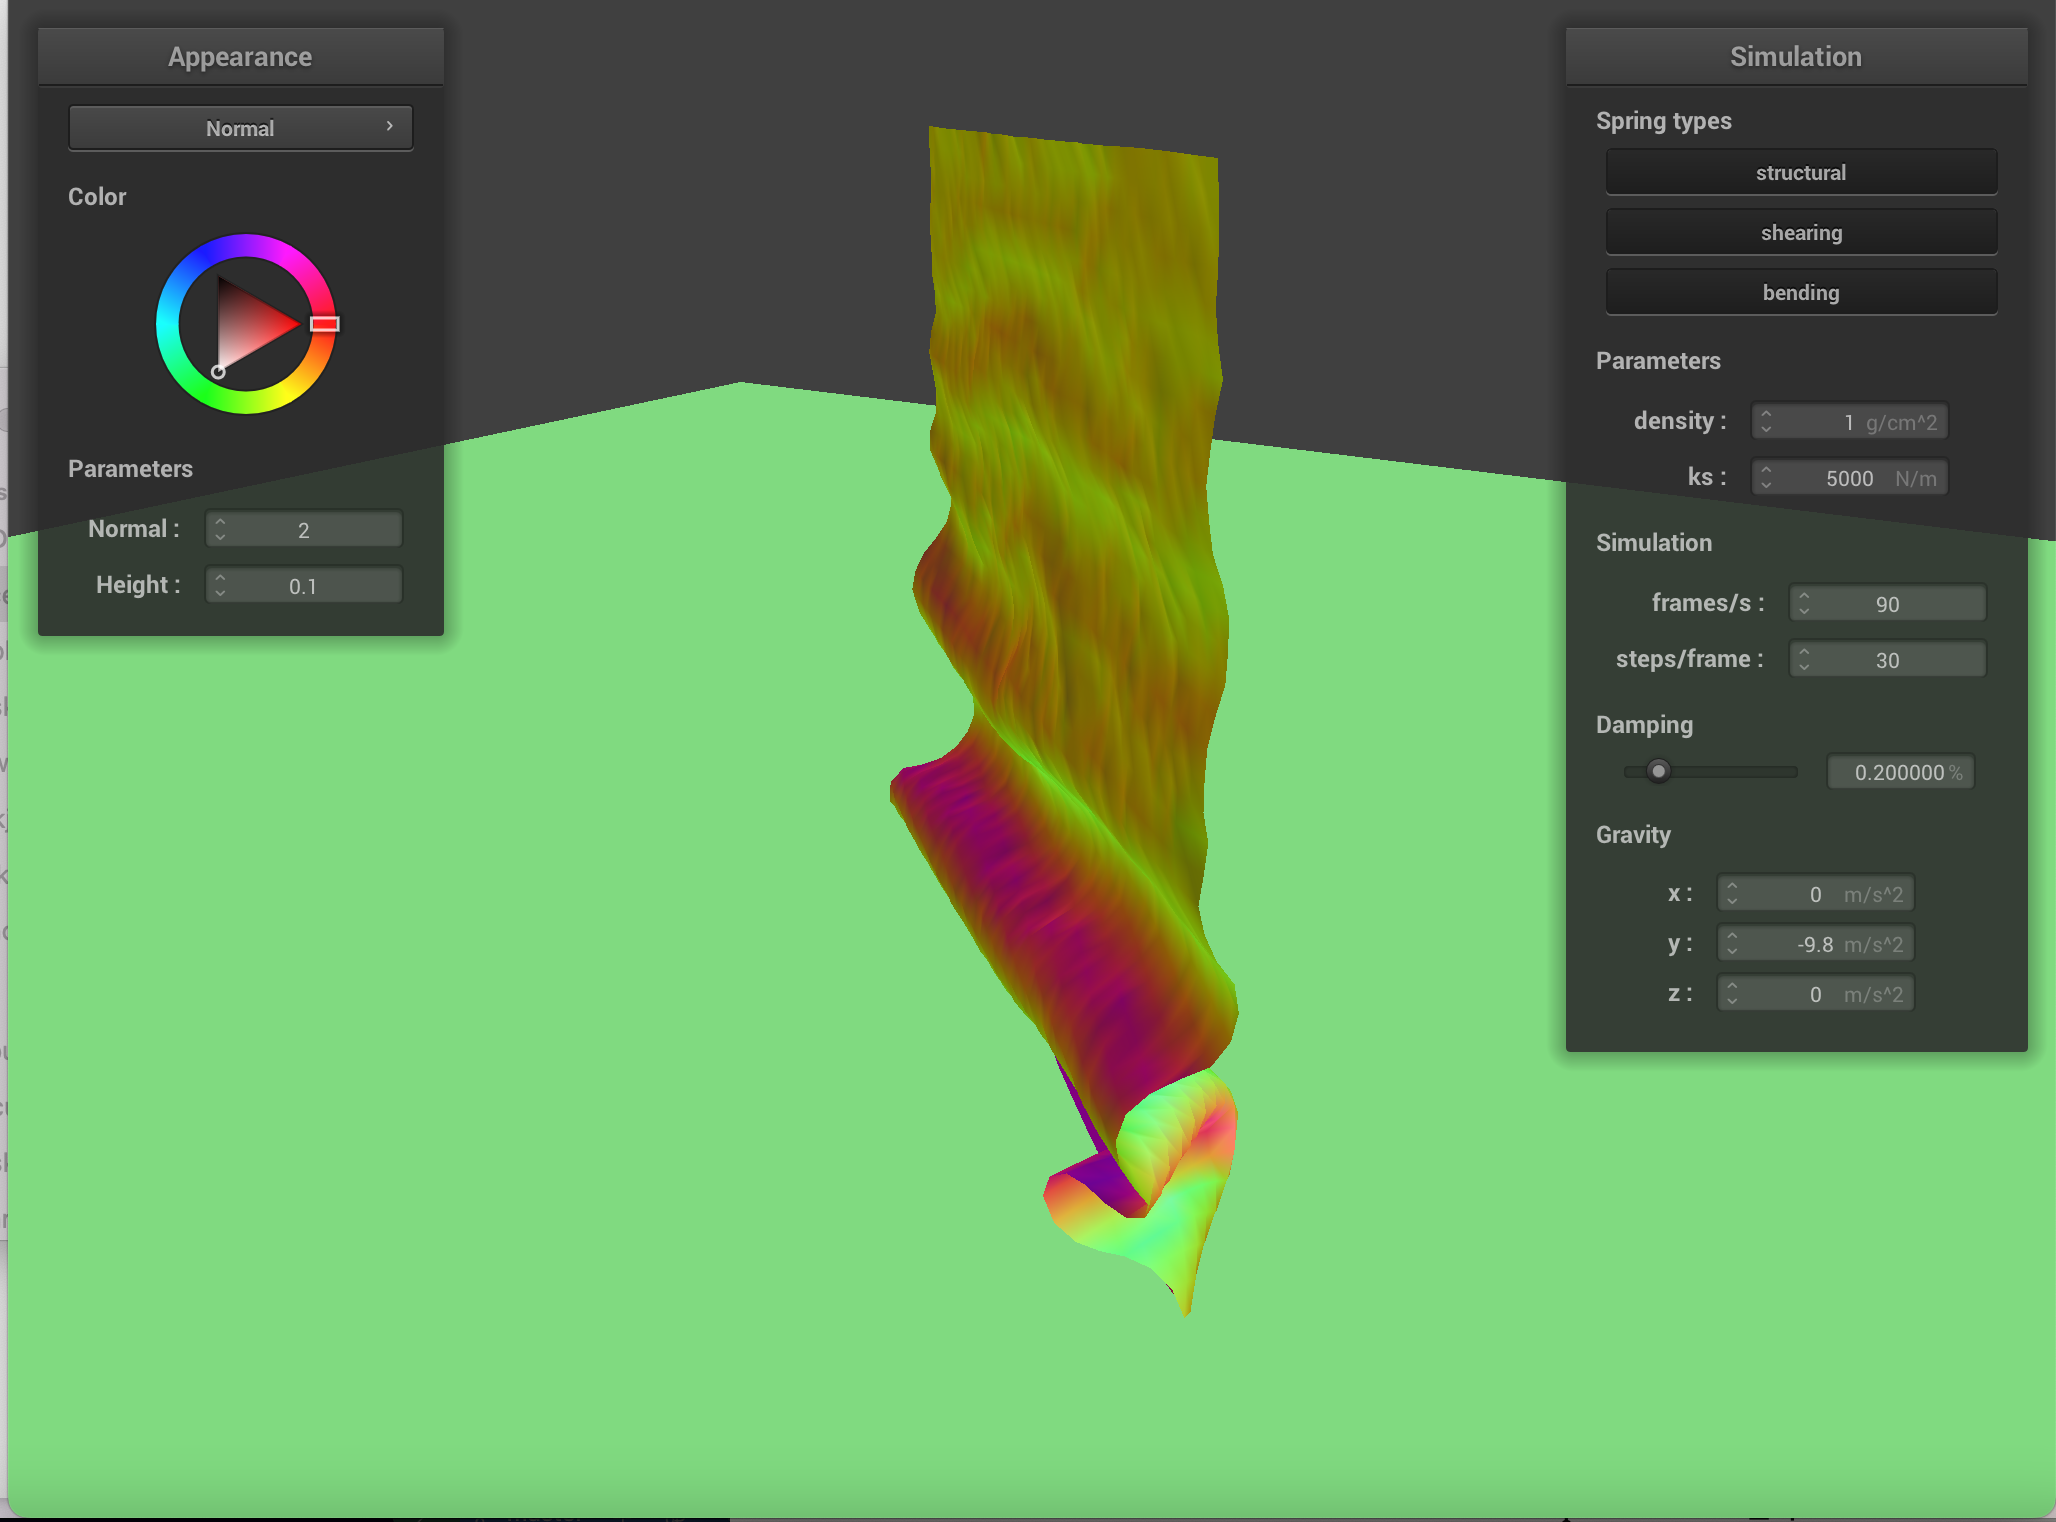 Appearance
Normal
Color
Parameters
Normal : 2
Height : 0.1
Simulation
Spring types
structural
shearing
bending
Parameters
density : 1 g/cm^2
ks : 5000 N/m
Simulation
frames/s : 90
steps/frame : 30
Damping
0.200000 %
Gravity
x : 0 m/s^2
y : -9.8 m/s^2
z : 0 m/s^2